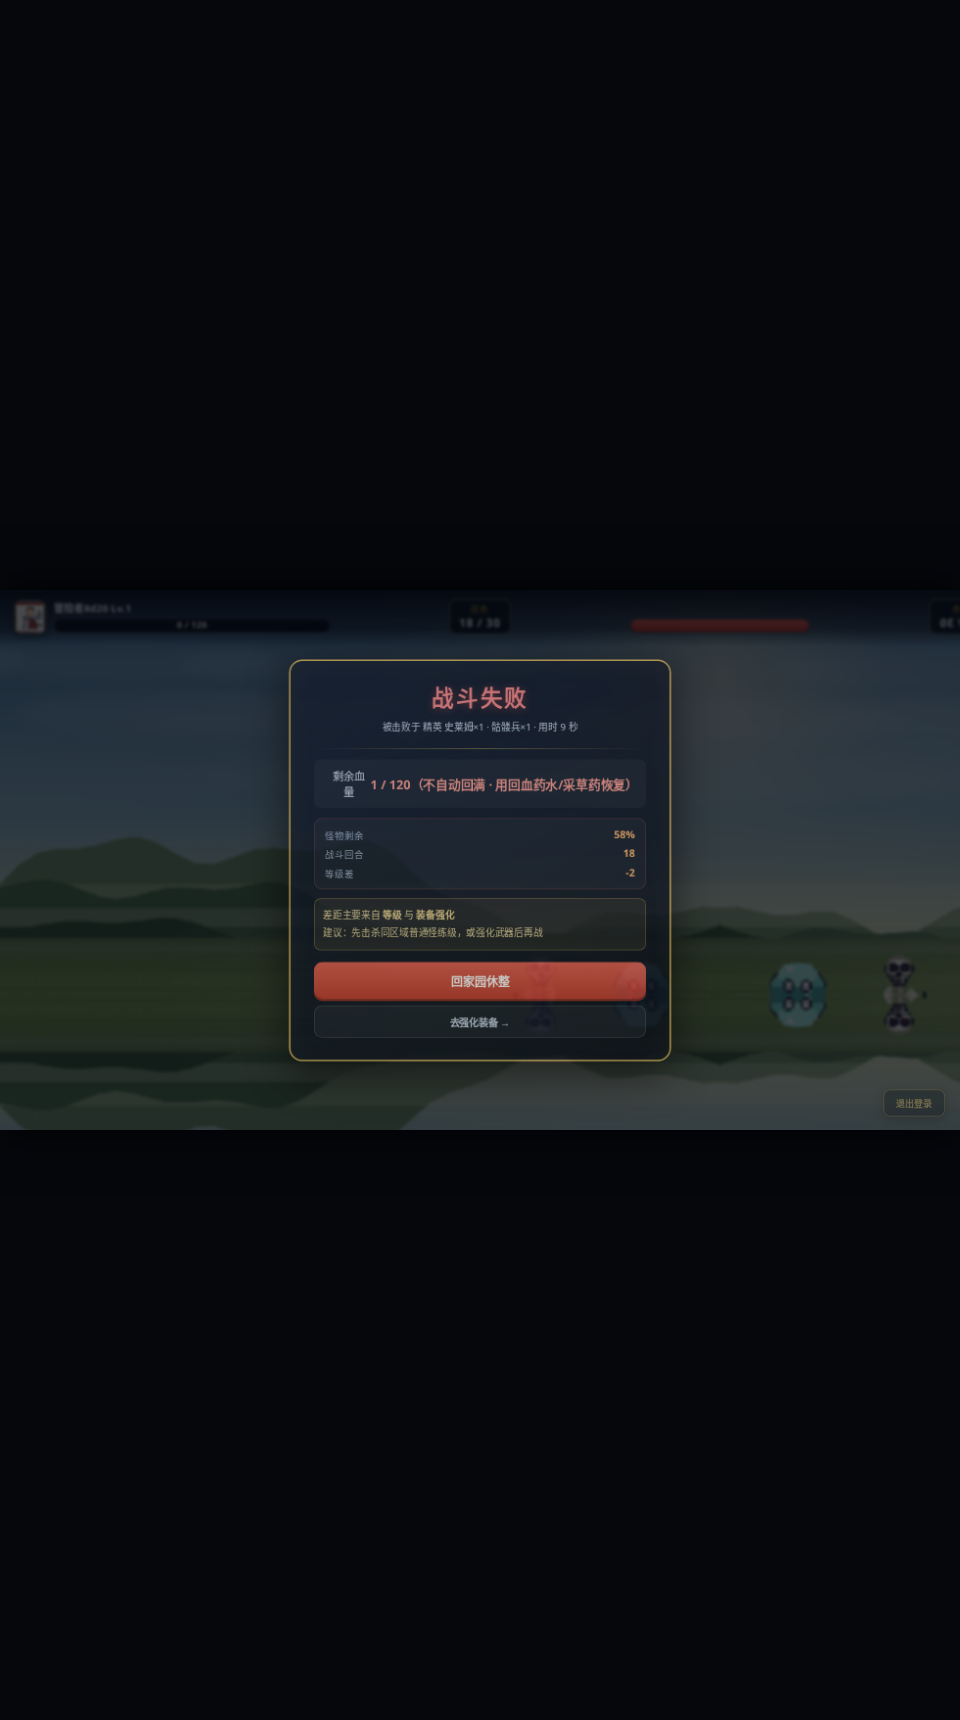 Lv.1
0 / 120
18 / 30
战斗失败
被击败于 精英 史莱姆×1 · 骷髅兵×1 · 用时 9 秒
剩余血
量
1 / 120（不自动回满 · 用回血药水/采草药恢复）
怪物剩余 58%
战斗回合 18
等级差 -2
差距主要来自 等级 与 装备强化
建议：先击杀同区域普通怪练级，或强化武器后再战
回家园休整
去强化装备 →
退出登录